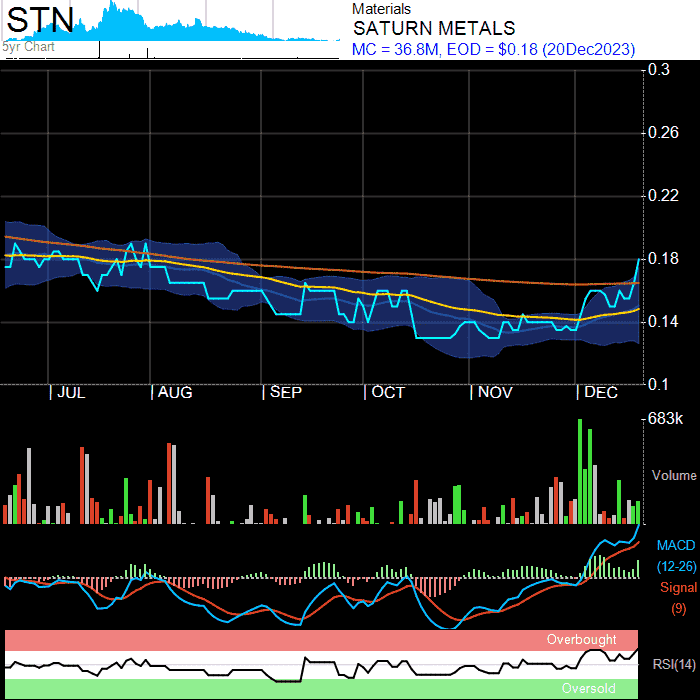 STN
5yr Chart
Materials
SATURN METALS
MC = 36.8M, EOD = $0.18 (20Dec2023)
0.3
0.26
0.22
0.18
0.14
0.1
JUL
AUG
SEP
OCT
NOV
DEC
683k
Volume
MACD
(12-26)
Signal
(9)
Overbought
RSI(14)
Oversold